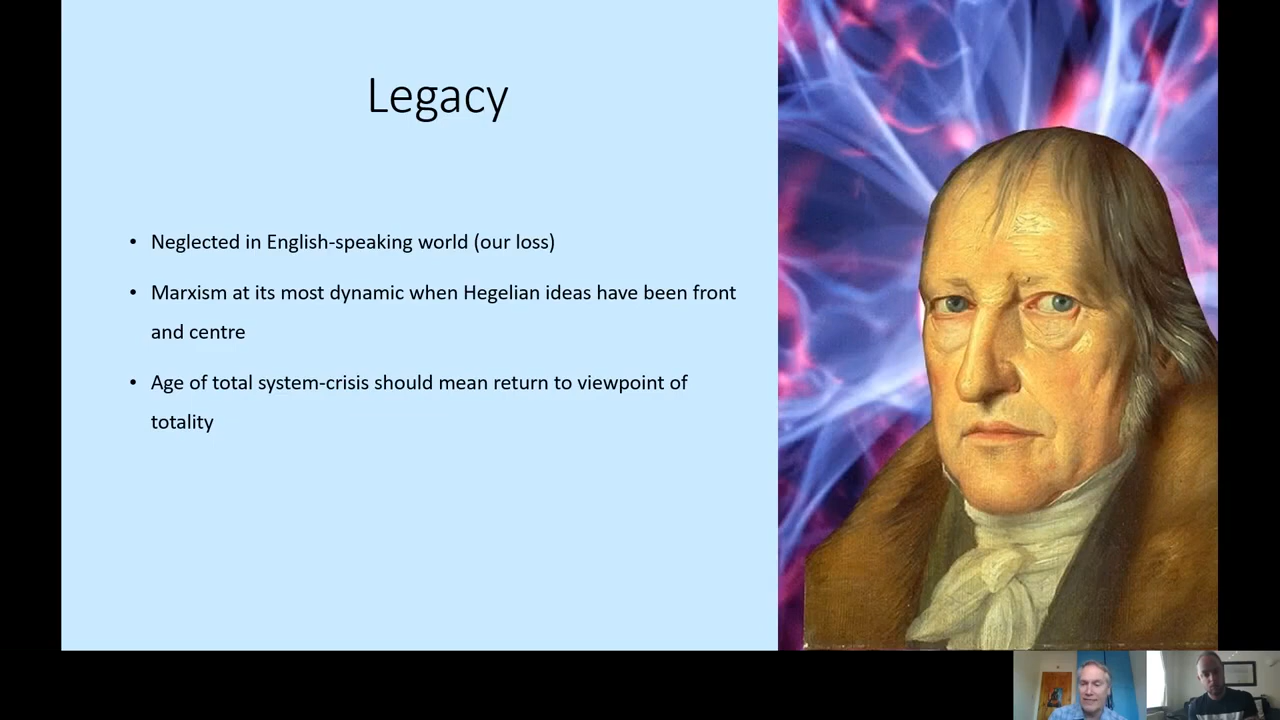 Legacy
• Neglected in English-speaking world (our loss)
• Marxism at its most dynamic when Hegelian ideas have been front
and centre
• Age of total system-crisis should mean return to viewpoint of
totality